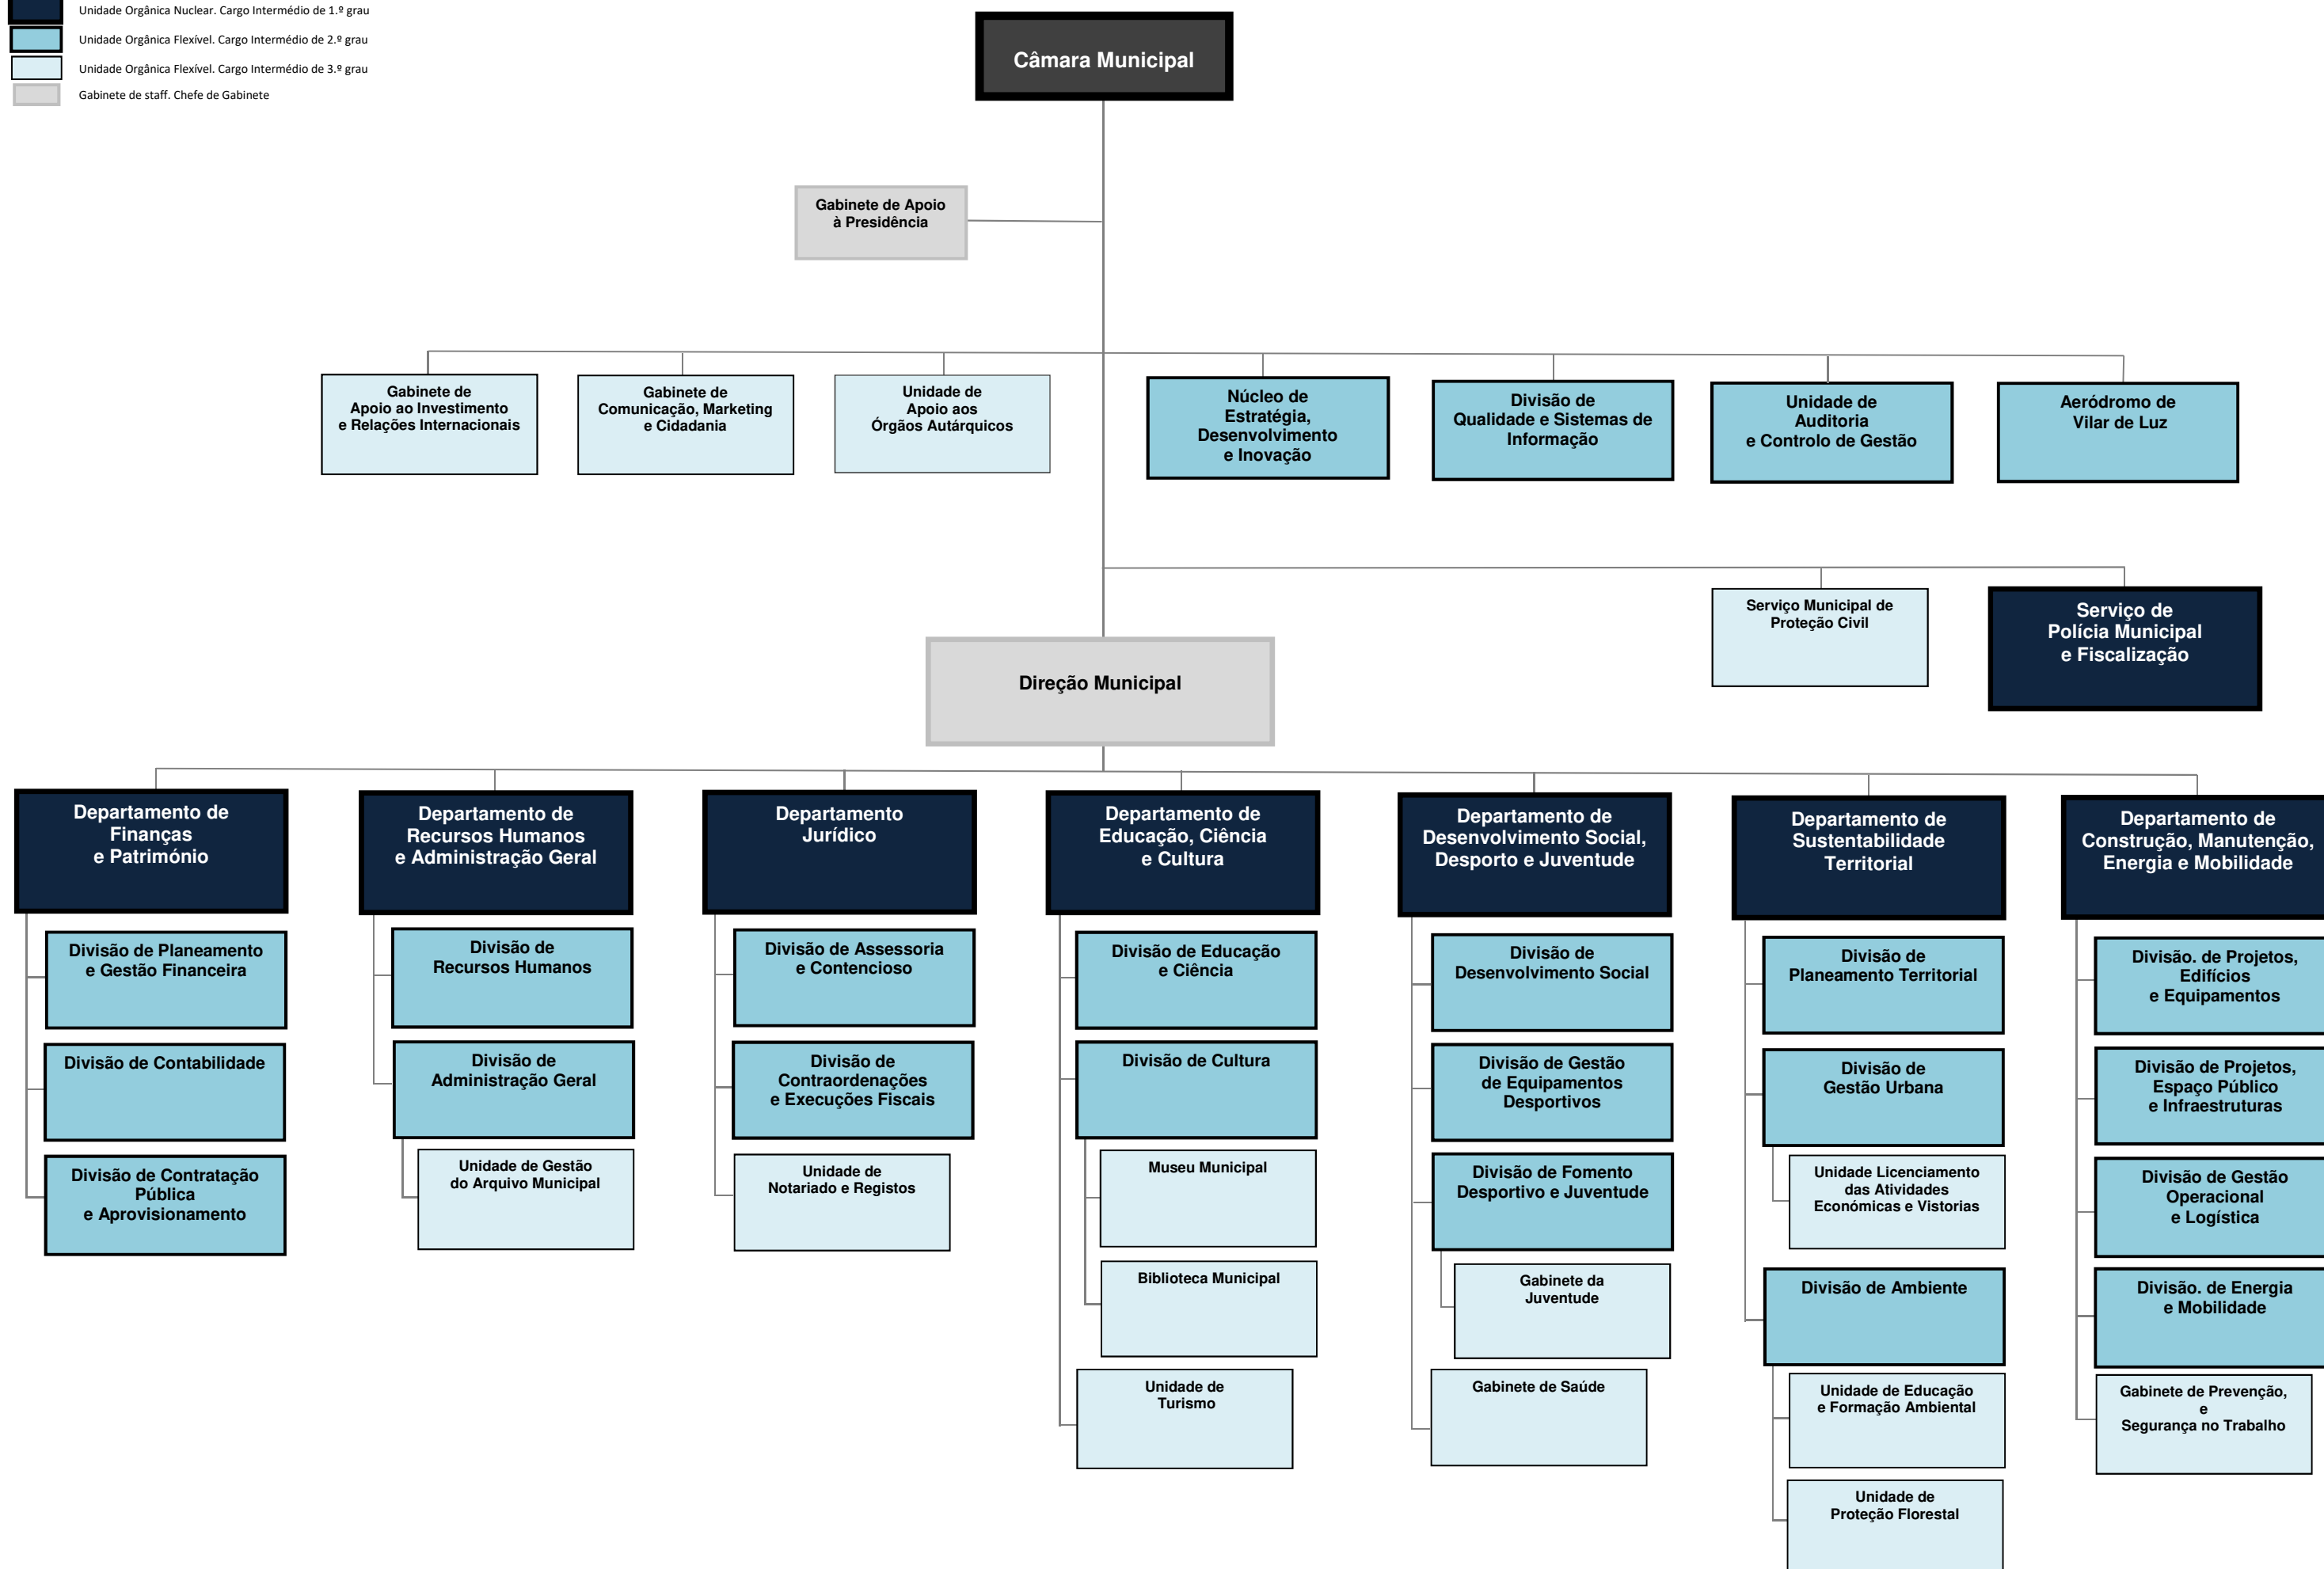 Unidade Orgânica Nuclear. Cargo Intermédio de 1.º grau
Unidade Orgânica Flexível. Cargo Intermédio de 2.º grau
Unidade Orgânica Flexível. Cargo Intermédio de 3.º grau
Gabinete de staff. Chefe de Gabinete
Câmara Municipal
Gabinete de Apoio
à Presidência
Gabinete de
Apoio ao Investimento
e Relações Internacionais
Gabinete de
Comunicação, Marketing
e Cidadania
Unidade de
Apoio aos
Órgãos Autárquicos
Núcleo de
Estratégia,
Desenvolvimento
e Inovação
Divisão de
Qualidade e Sistemas de
Informação
Unidade de
Auditoria
e Controlo de Gestão
Aeródromo de
Vilar de Luz
Serviço Municipal de
Proteção Civil
Serviço de
Polícia Municipal
e Fiscalização
Direção Municipal
Departamento de
Finanças
e Património
Divisão de Planeamento
e Gestão Financeira
Divisão de Contabilidade
Divisão de Contratação
Pública
e Aprovisionamento
Departamento de
Recursos Humanos
e Administração Geral
Divisão de
Recursos Humanos
Divisão de
Administração Geral
Unidade de Gestão
do Arquivo Municipal
Departamento
Jurídico
Divisão de Assessoria
e Contencioso
Divisão de
Contraordenações
e Execuções Fiscais
Unidade de
Notariado e Registos
Departamento de
Educação, Ciência
e Cultura
Divisão de Educação
e Ciência
Divisão de Cultura
Museu Municipal
Biblioteca Municipal
Unidade de
Turismo
Departamento de
Desenvolvimento Social,
Desporto e Juventude
Divisão de
Desenvolvimento Social
Divisão de Gestão
de Equipamentos
Desportivos
Divisão de Fomento
Desportivo e Juventude
Gabinete da
Juventude
Gabinete de Saúde
Departamento de
Sustentabilidade
Territorial
Divisão de
Planeamento Territorial
Divisão de
Gestão Urbana
Unidade Licenciamento
das Atividades
Económicas e Vistorias
Divisão de Ambiente
Unidade de Educação
e Formação Ambiental
Unidade de
Proteção Florestal
Departamento de
Construção, Manutenção,
Energia e Mobilidade
Divisão. de Projetos,
Edifícios
e Equipamentos
Divisão de Projetos,
Espaço Público
e Infraestruturas
Divisão de Gestão
Operacional
e Logística
Divisão. de Energia
e Mobilidade
Gabinete de Prevenção,
e
Segurança no Trabalho